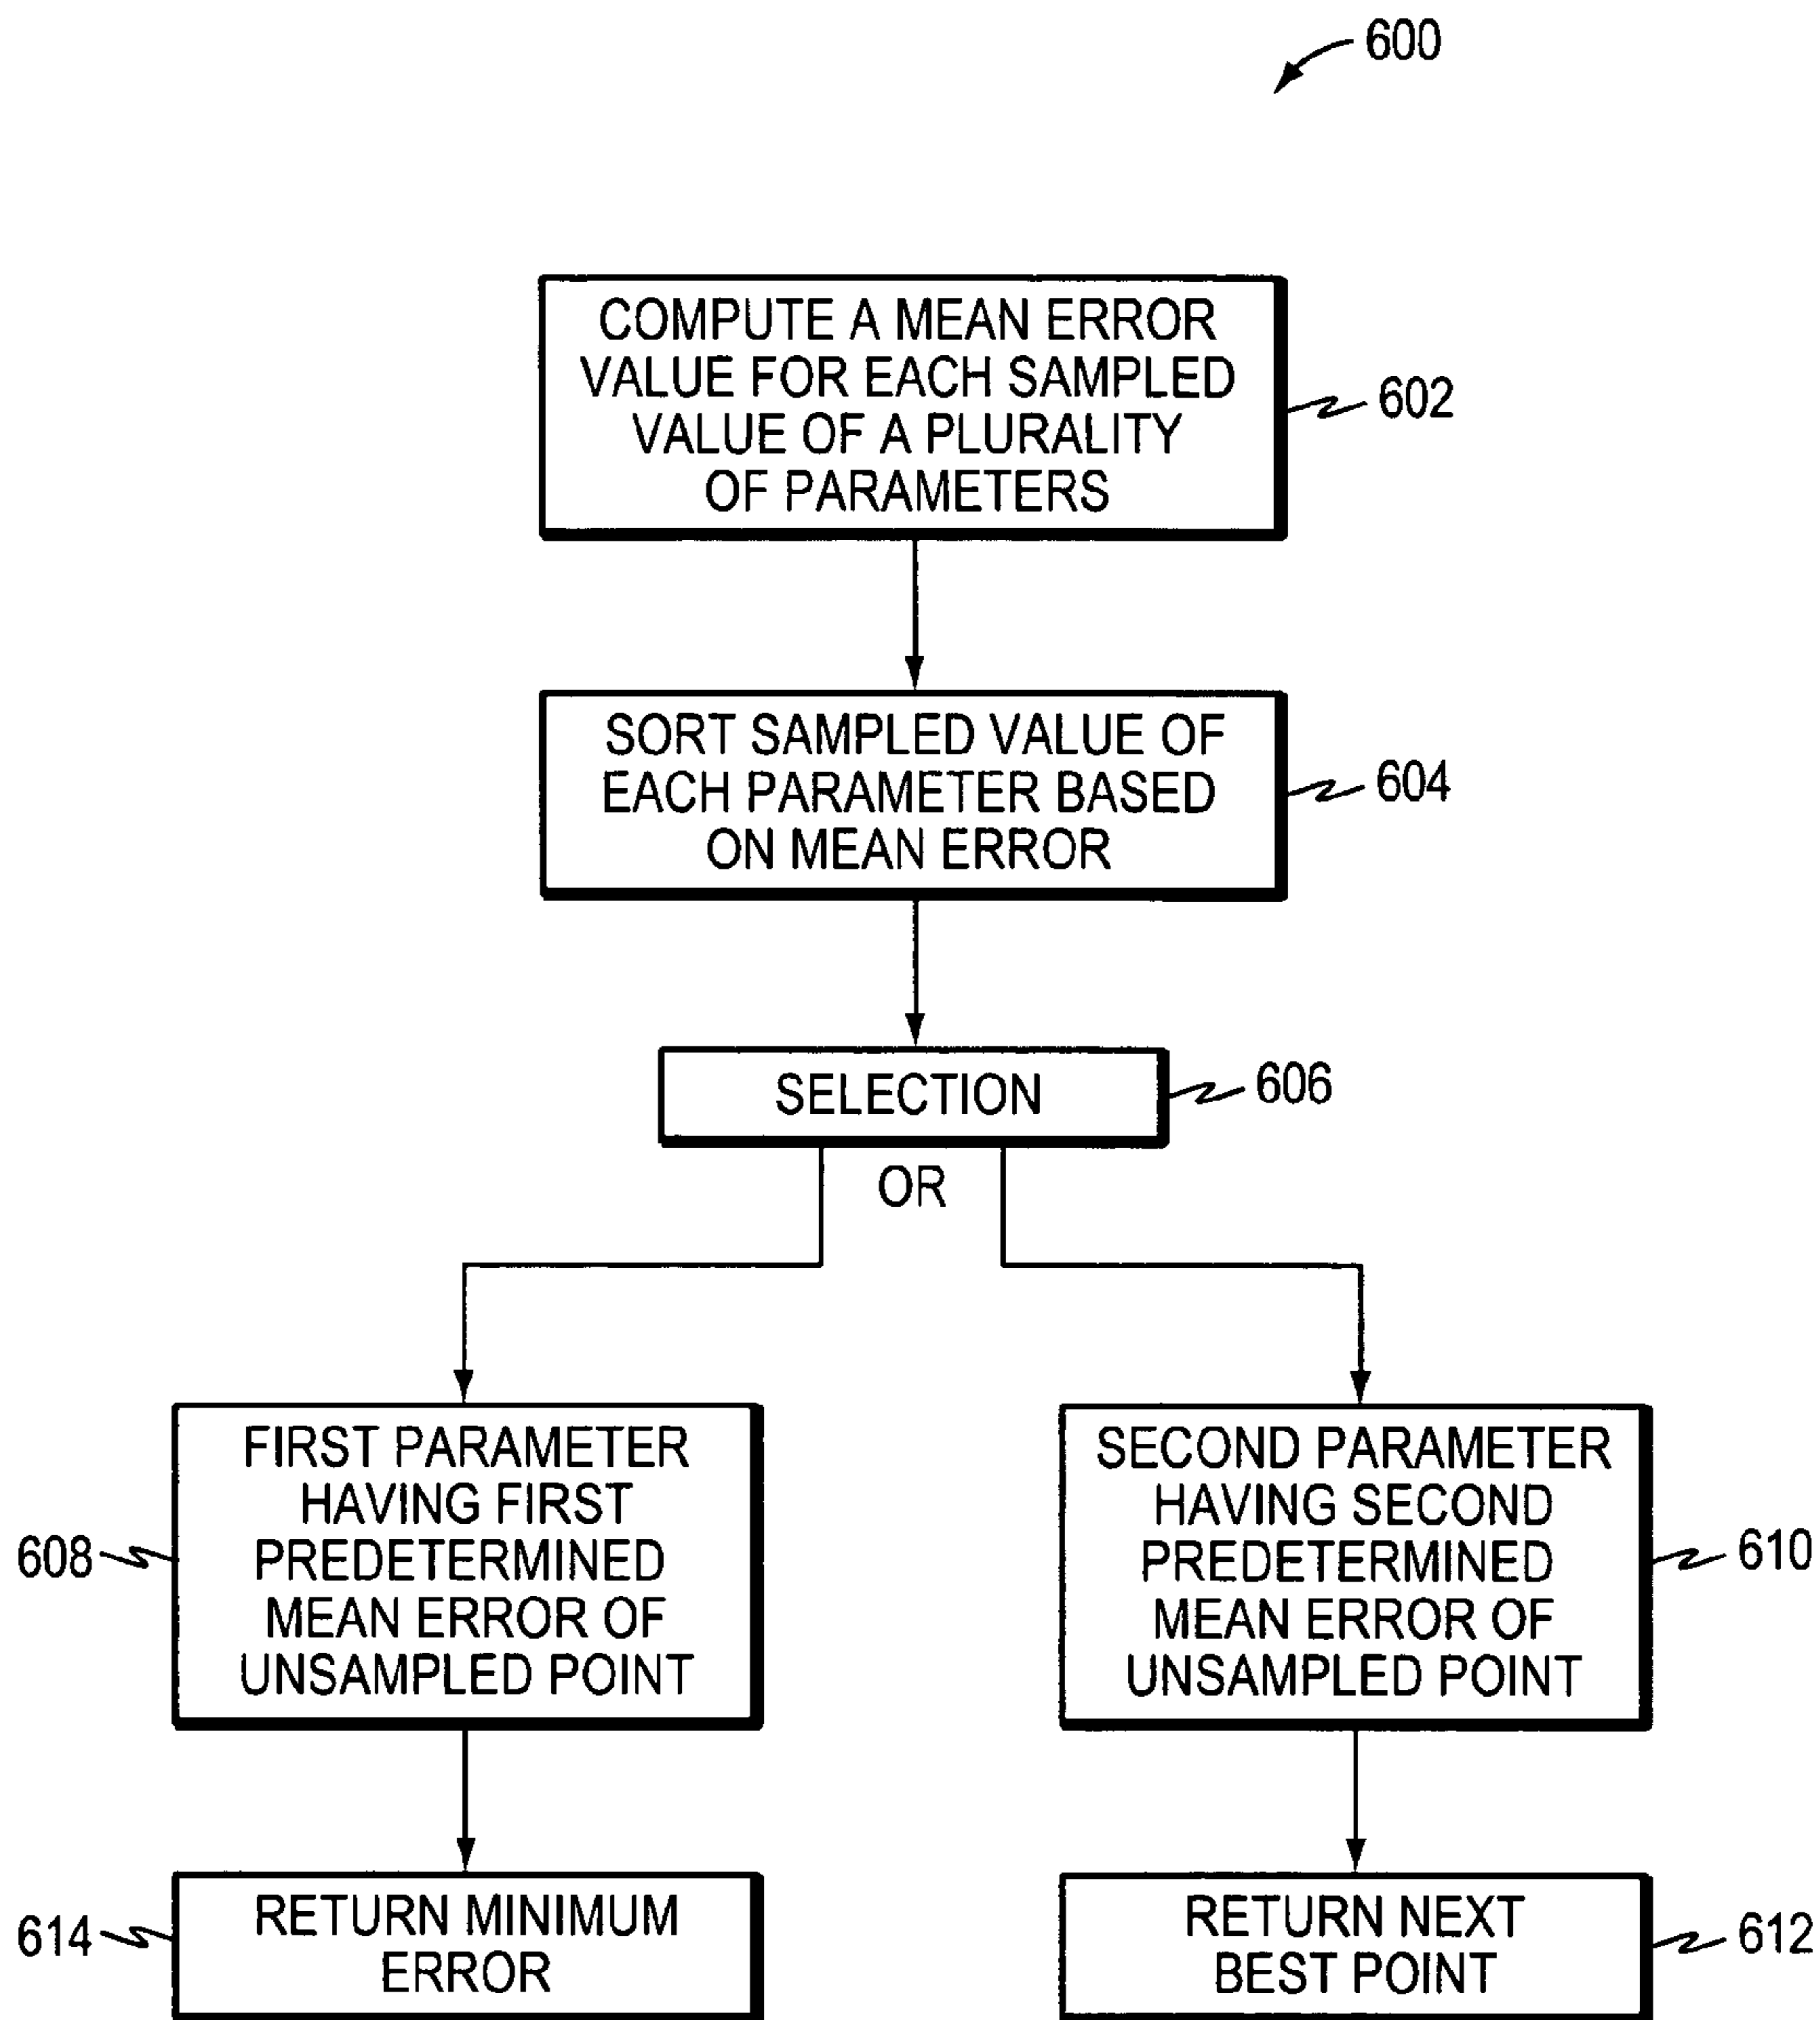 600
COMPUTE A MEAN ERROR
VALUE FOR EACH SAMPLED
VALUE OF A PLURALITY
OF PARAMETERS
602
SORT SAMPLED VALUE OF
EACH PARAMETER BASED
ON MEAN ERROR
604
SELECTION
606
OR
FIRST PARAMETER
HAVING FIRST
PREDETERMINED
MEAN ERROR OF
UNSAMPLED POINT
608
SECOND PARAMETER
HAVING SECOND
PREDETERMINED
MEAN ERROR OF
UNSAMPLED POINT
610
RETURN MINIMUM
ERROR
614
RETURN NEXT
BEST POINT
612